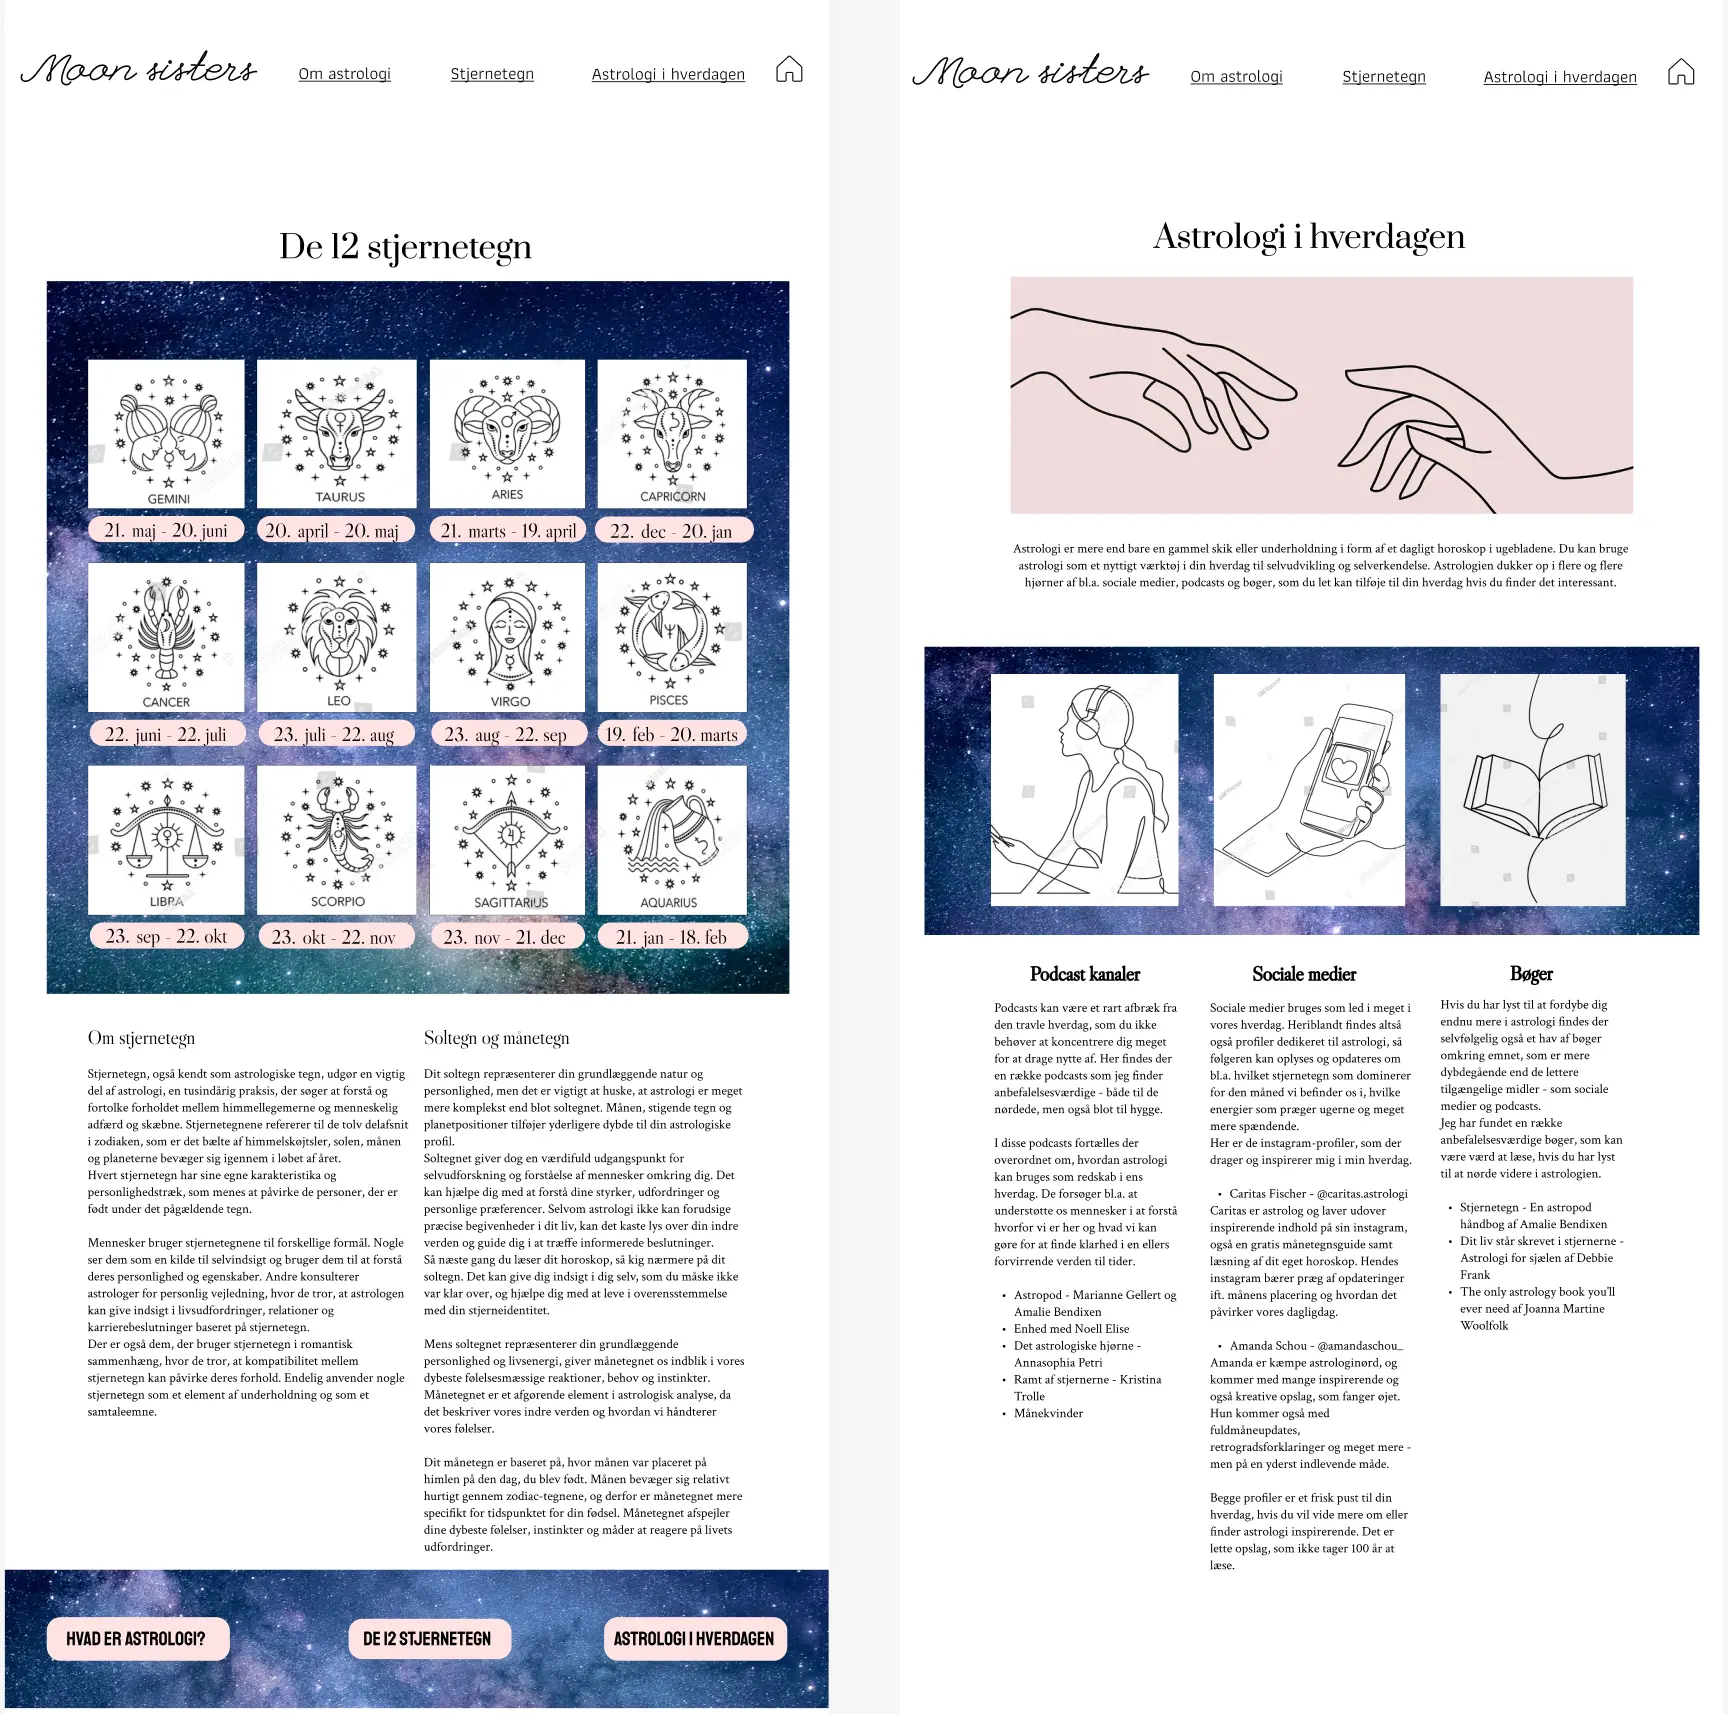 Moon sisters
Om astrologi
Stjernetegn
Astrologi i hverdagen
De 12 stjernetegn
GEMINI
TAURUS
ARIES
CAPRICORN
21. maj - 20. juni
20. april - 20. maj
21. marts - 19. april
22. dec - 20. jan
CANCER
LEO
VIRGO
PISCES
22. juni - 22. juli
23. juli - 22. aug
23. aug - 22. sep
19. feb - 20. marts
LIBRA
SCORPIO
SAGITTARIUS
AQUARIUS
23. sep - 22. okt
23. okt - 22. nov
23. nov - 21. dec
21. jan - 18. feb
Om stjernetegn
Stjernetegn, også kendt som astrologiske tegn, udgør en vigtig
del af astrologi, en tusindårig praksis, der søger at forstå og
fortolke forholdet mellem himmellegemerne og menneskelig
adfærd og skæbne. Stjernetegnene refererer til de tolv delafsnit
i zodiaken, som er det bælte af himmelskøjtsler, solen, månen
og planeterne bevæger sig igennem i løbet af året.
Hvert stjernetegn har sine egne karakteristika og
personlighedstræk, som menes at påvirke de personer, der er
født under det pågældende tegn.
Mennesker bruger stjernetegnene til forskellige formål. Nogle
ser dem som en kilde til selvindsigt og bruger dem til at forstå
deres personlighed og egenskaber. Andre konsulterer
astrologer for personlig vejledning, hvor de tror, at astrologen
kan give indsigt i livsudfordringer, relationer og
karrierebeslutninger baseret på stjernetegn.
Der er også dem, der bruger stjernetegn i romantisk
sammenhæng, hvor de tror, at kompatibilitet mellem
stjernetegn kan påvirke deres forhold. Endelig anvender nogle
stjernetegn som et element af underholdning og som et
samtaleemne.
Soltegn og månetegn
Dit soltegn repræsenterer din grundlæggende natur og
personlighed, men det er vigtigt at huske, at astrologi er meget
mere komplekst end blot soltegnet. Månen, stigende tegn og
planetpositioner tilføjer yderligere dybde til din astrologiske
profil.
Soltegnet giver dog en værdifuld udgangspunkt for
selvudforskning og forståelse af mennesker omkring dig. Det
kan hjælpe dig med at forstå dine styrker, udfordringer og
personlige præferencer. Selvom astrologi ikke kan forudsige
præcise begivenheder i dit liv, kan det kaste lys over din indre
verden og guide dig i at træffe informerede beslutninger.
Så næste gang du læser dit horoskop, så kig nærmere på dit
soltegn. Det kan give dig indsigt i dig selv, som du måske ikke
var klar over, og hjælpe dig med at leve i overensstemmelse
med din stjerneidentitet.
Mens soltegnet repræsenterer din grundlæggende
personlighed og livsenergi, giver månetegnet os indblik i vores
dybeste følelsesmæssige reaktioner, behov og instinkter.
Månetegnet er et afgørende element i astrologisk analyse, da
det beskriver vores indre verden og hvordan vi håndterer
vores følelser.
Dit månetegn er baseret på, hvor månen var placeret på
himlen på den dag, du blev født. Månen bevæger sig relativt
hurtigt gennem zodiac-tegnene, og derfor er månetegnet mere
specifikt for tidspunktet for din fødsel. Månetegnet afspejler
dine dybeste følelser, instinkter og måder at reagere på livets
udfordringer.
HVAD ER ASTROLOGI?
DE 12 STJERNETEGN
ASTROLOGI I HVERDAGEN
Moon sisters
Om astrologi
Stjernetegn
Astrologi i hverdagen
Astrologi i hverdagen
Astrologi er mere end bare en gammel skik eller underholdning i form af et dagligt horoskop i ugebladene. Du kan bruge
astrologi som et nyttigt værktøj i din hverdag til selvudvikling og selverkendelse. Astrologien dukker op i flere og flere
hjørner af bl.a. sociale medier, podcasts og bøger, som du let kan tilføje til din hverdag hvis du finder det interessant.
Podcast kanaler
Podcasts kan være et rart afbræk fra
den travle hverdag, som du ikke
behøver at koncentrere dig meget
for at drage nytte af. Her findes der
en række podcasts som jeg finder
anbefalelsesværdige - både til de
nørdede, men også blot til hygge.
I disse podcasts fortælles der
overordnet om, hvordan astrologi
kan bruges som redskab i ens
hverdag. De forsøger bl.a. at
understøtte os mennesker i at forstå
hvorfor vi er her og hvad vi kan
gøre for at finde klarhed i en ellers
forvirrende verden til tider.
• Astropod - Marianne Gellert og
Amalie Bendixen
• Enhed med Noell Elise
• Det astrologiske hjørne -
Annasophia Petri
• Ramt af stjernerne - Kristina
Trolle
• Månekvinder
Sociale medier
Sociale medier bruges som led i meget i
vores hverdag. Heriblandt findes altså
også profiler dedikeret til astrologi, så
følgeren kan oplyses og opdateres om
bl.a. hvilket stjernetegn som dominerer
for den måned vi befinder os i, hvilke
energier som præger ugerne og meget
mere spændende.
Her er de instagram-profiler, som der
drager og inspirerer mig i min hverdag.
• Caritas Fischer - @caritas.astrologi
Caritas er astrolog og laver udover
inspirerende indhold på sin instagram,
også en gratis månetegnsguide samt
læsning af dit eget horoskop. Hendes
instagram bærer præg af opdateringer
ift. månens placering og hvordan det
påvirker vores dagligdag.
• Amanda Schou - @amandaschou_
Amanda er kæmpe astrologinørd, og
kommer med mange inspirerende og
også kreative opslag, som fanger øjet.
Hun kommer også med
fuldmåneupdates,
retrogradsforklaringer og meget mere -
men på en yderst indlevende måde.
Begge profiler er et frisk pust til din
hverdag, hvis du vil vide mere om eller
finder astrologi inspirerende. Det er
lette opslag, som ikke tager 100 år at
læse.
Bøger
Hvis du har lyst til at fordybe dig
endnu mere i astrologi findes der
selvfølgelig også et hav af bøger
omkring emnet, som er mere
dybdegående end de lettere
tilgængelige midler - som sociale
medier og podcasts.
Jeg har fundet en række
anbefalelsesværdige bøger, som kan
være værd at læse, hvis du har lyst
til at nørde videre i astrologien.
• Stjernetegn - En astropod
håndbog af Amalie Bendixen
• Dit liv står skrevet i stjernerne -
Astrologi for sjælen af Debbie
Frank
• The only astrology book you'll
ever need af Joanna Martine
Woolfolk